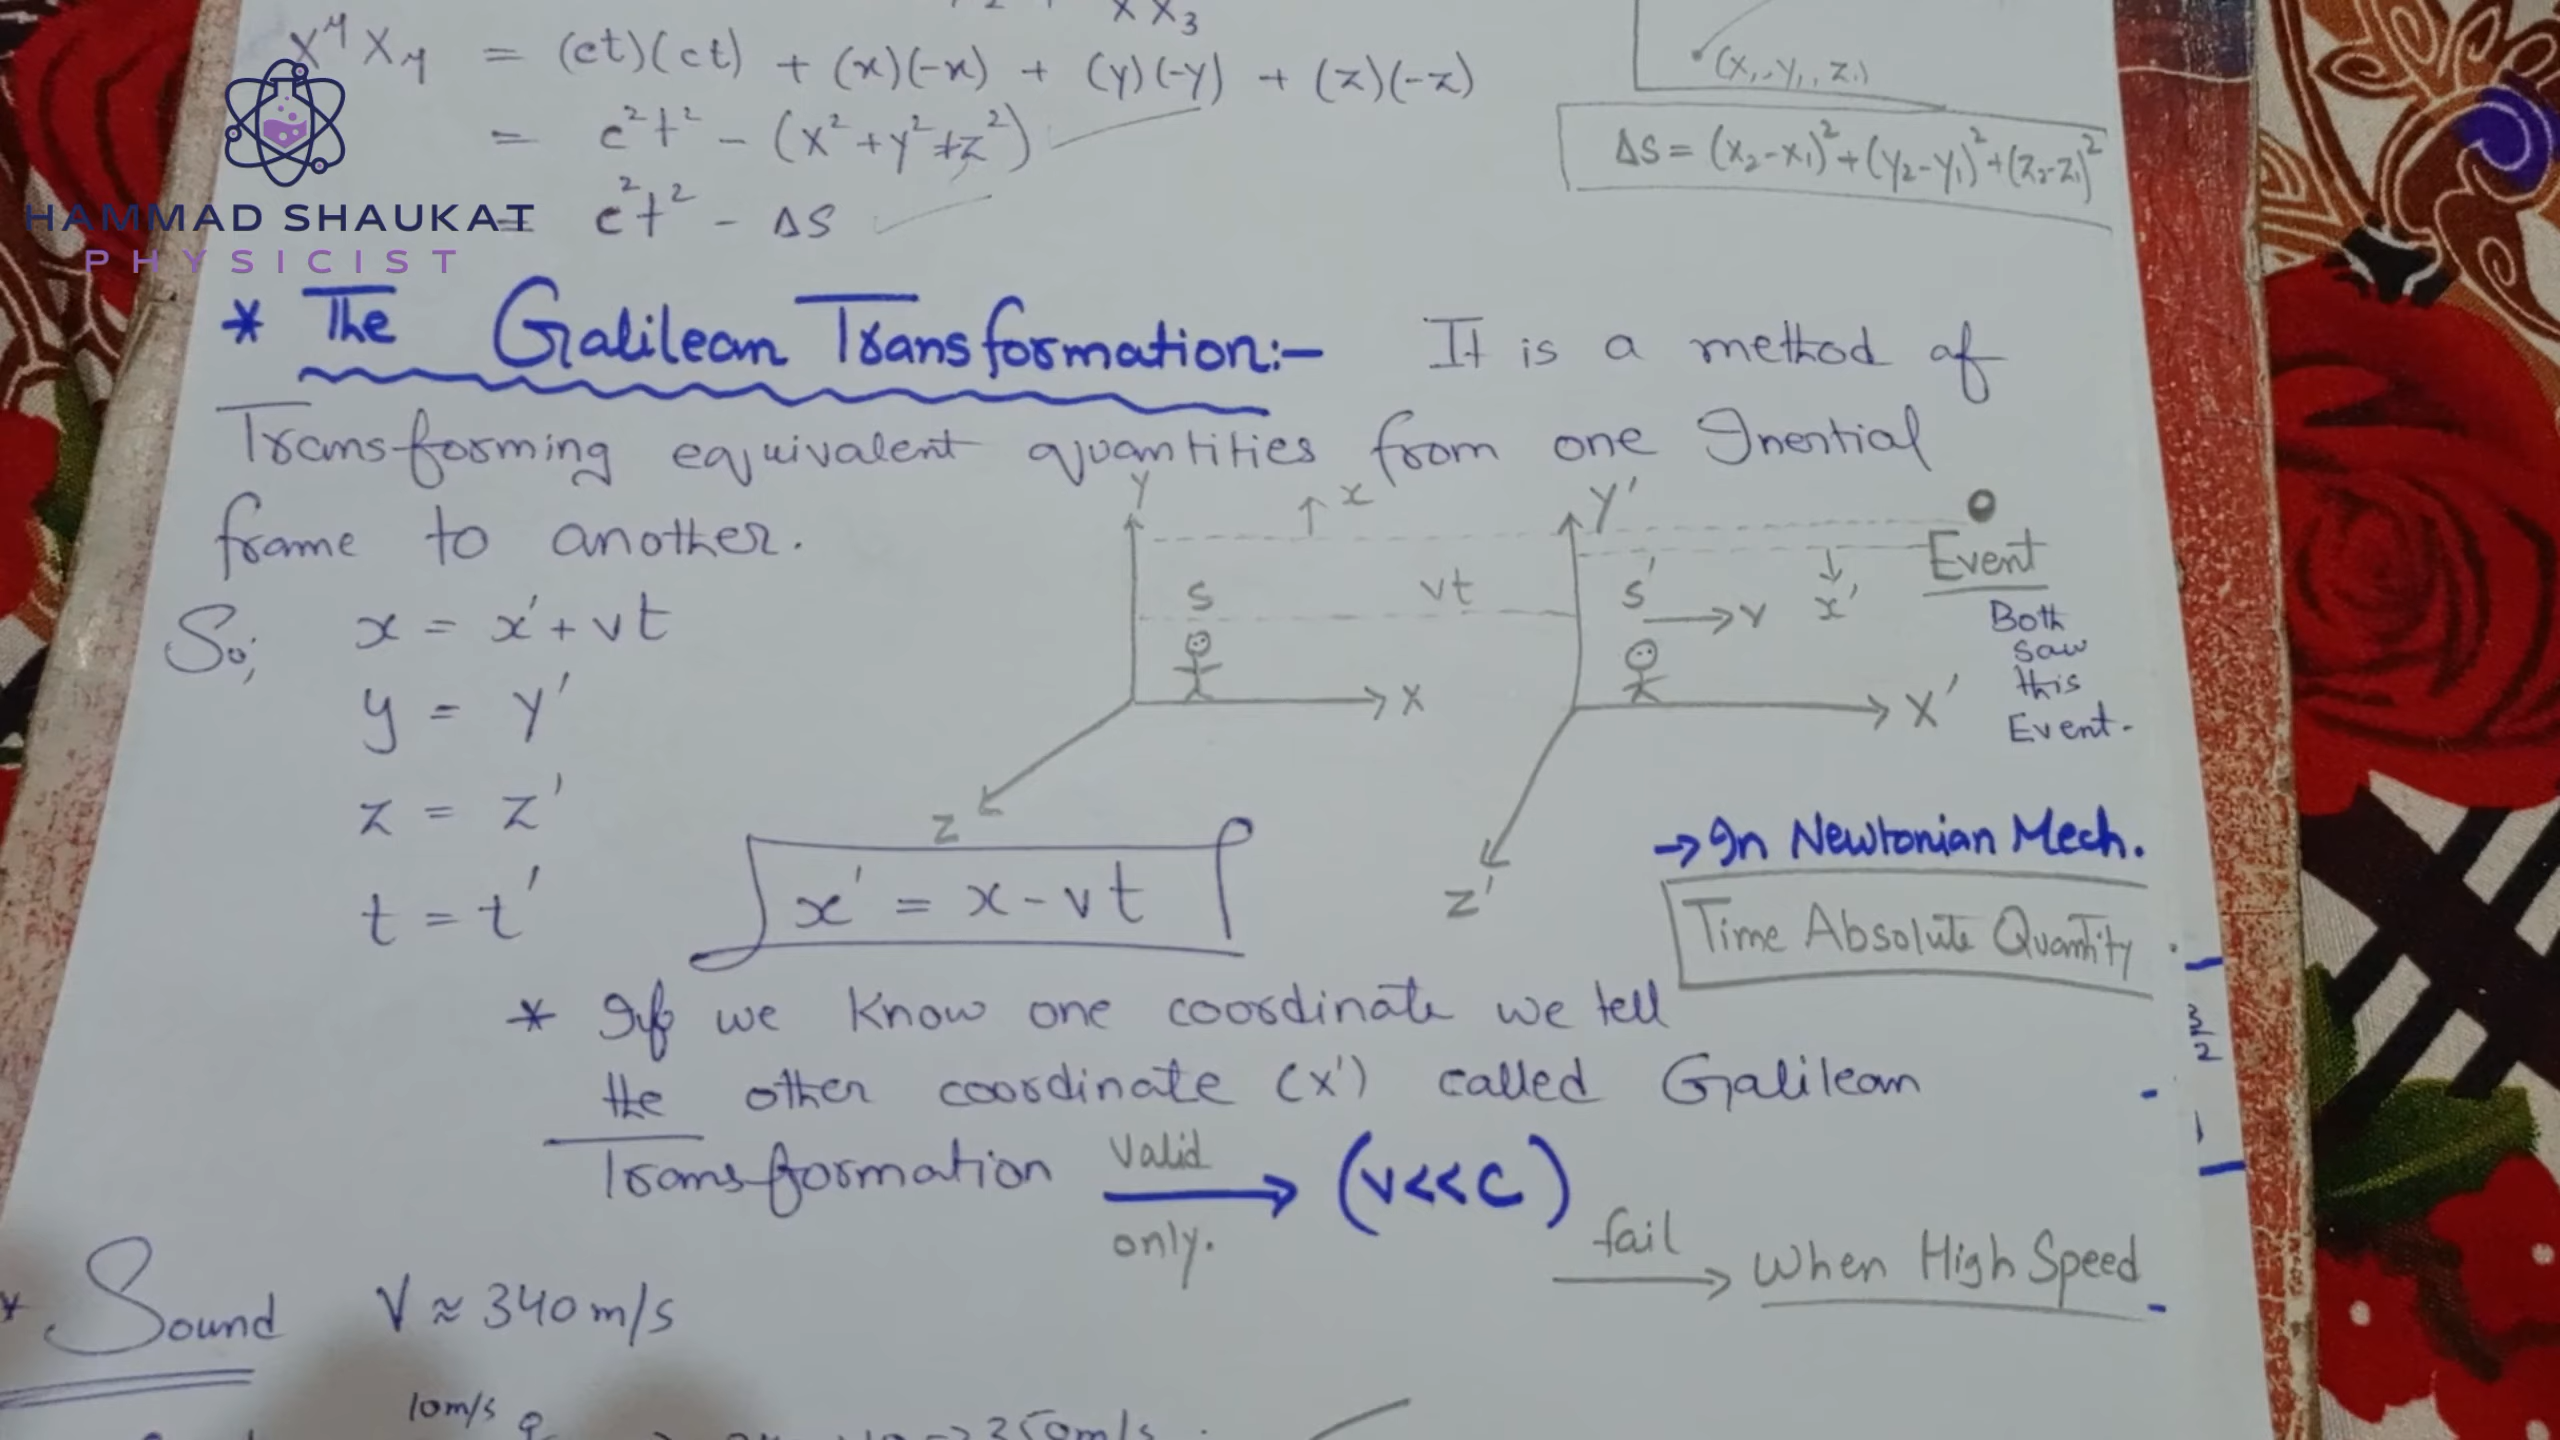 x x₃
xᶣ xᵤ = (ct)(ct) + (x)(-x) + (y)(-y) + (z)(-z)
= c²t² - (x²+y²+z²)
= c²t² - ΔS
(x₁, y₁, z₁)
ΔS = (x₂-x₁)²+(y₂-y₁)²+(z₂-z₁)²
HAMMAD SHAUKAT
PHYSICIST
* The Galilean Transformation:- It is a method of
Transforming equivalent quantities from one Inertial
frame to another.
So; x = x'+vt
y = y'
z = z'
t = t'
Y
↑ x
S
vt
X
Z
Y'
S'
→ v
↓
x'
X'
Z'
Event
Both
saw
this
Event.
x' = x-vt
→ In Newtonian Mech.
Time Absolute Quantity
* If we know one coordinate we tell
the other coordinate (x') called Galilean
Transformation valid only. → (v<<c)
fail → when High Speed
* Sound V ≈ 340 m/s
10m/s
350m/s